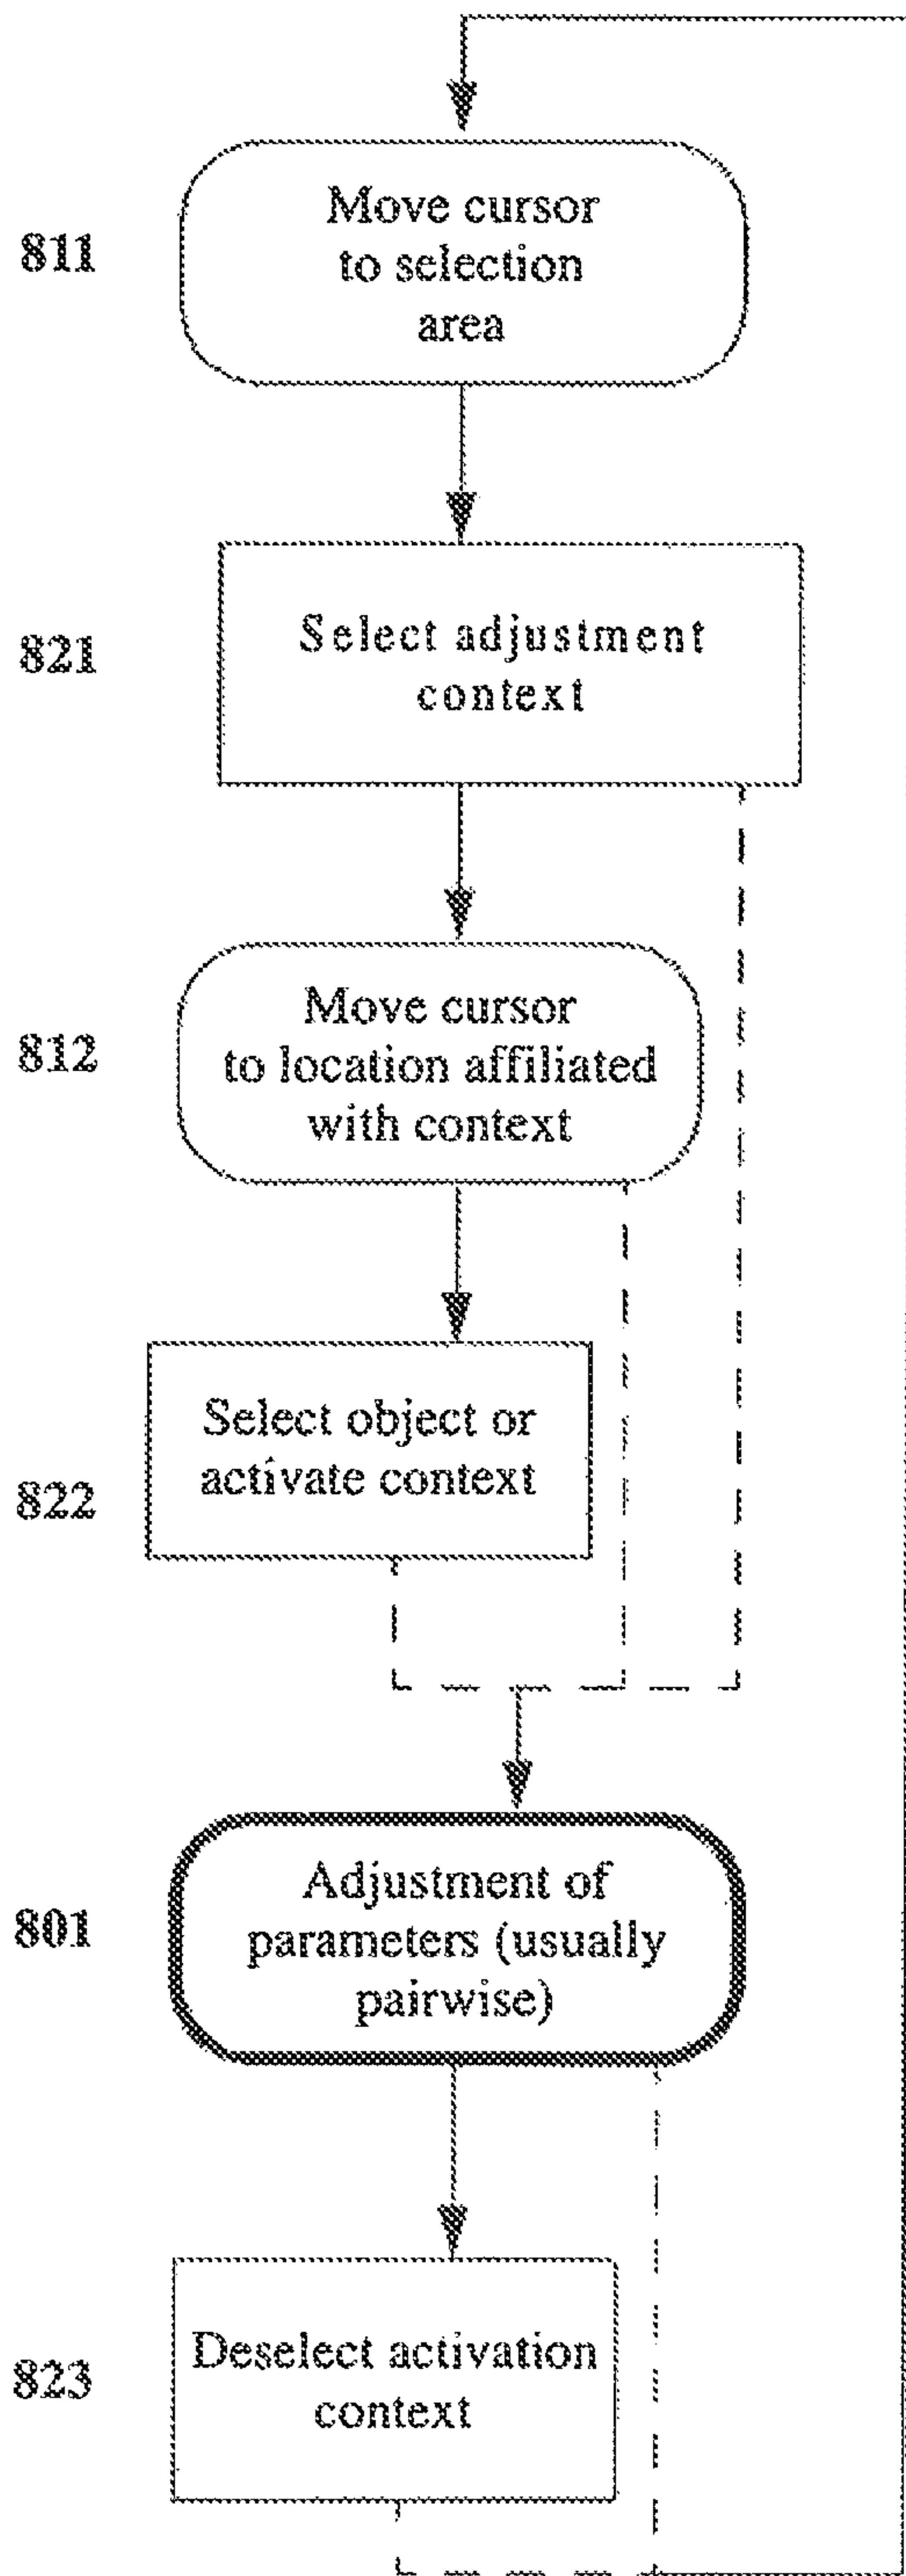 811
Move cursor
to selection
area
821
Select adjustment
context
812
Move cursor
to location affiliated
with context
822
Select object or
activate context
801
Adjustment of
parameters (usually
pairwise)
823
Deselect activation
context